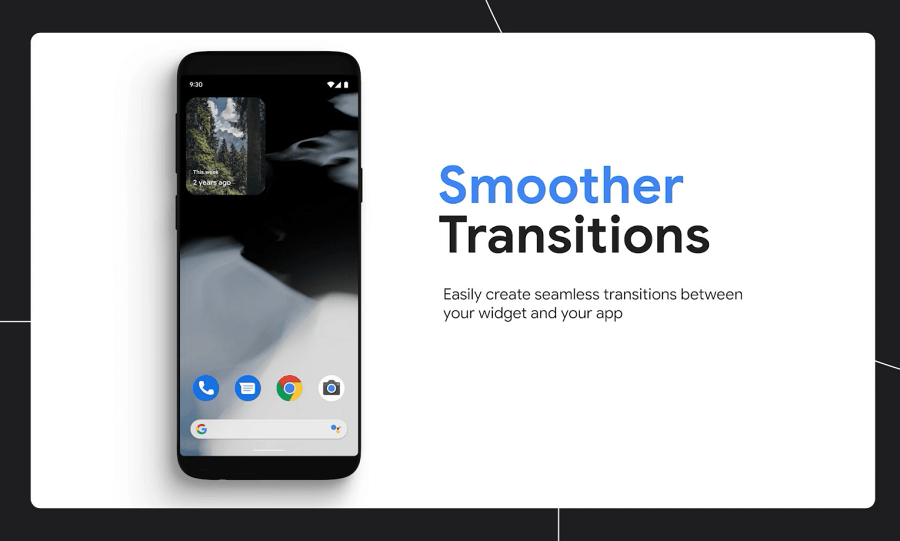 9:30
This week
2 years ago
Smoother
Transitions
Easily create seamless transitions between
your widget and your app